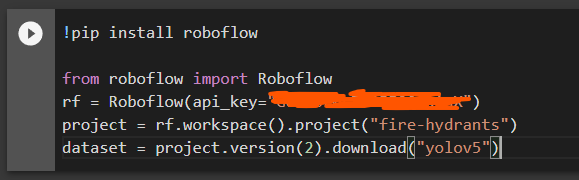 !pip install roboflow
from roboflow import Roboflow
rf = Roboflow(api_key=")
project = rf.workspace().project("fire-hydrants")
dataset = project.version(2).download("yolov5")